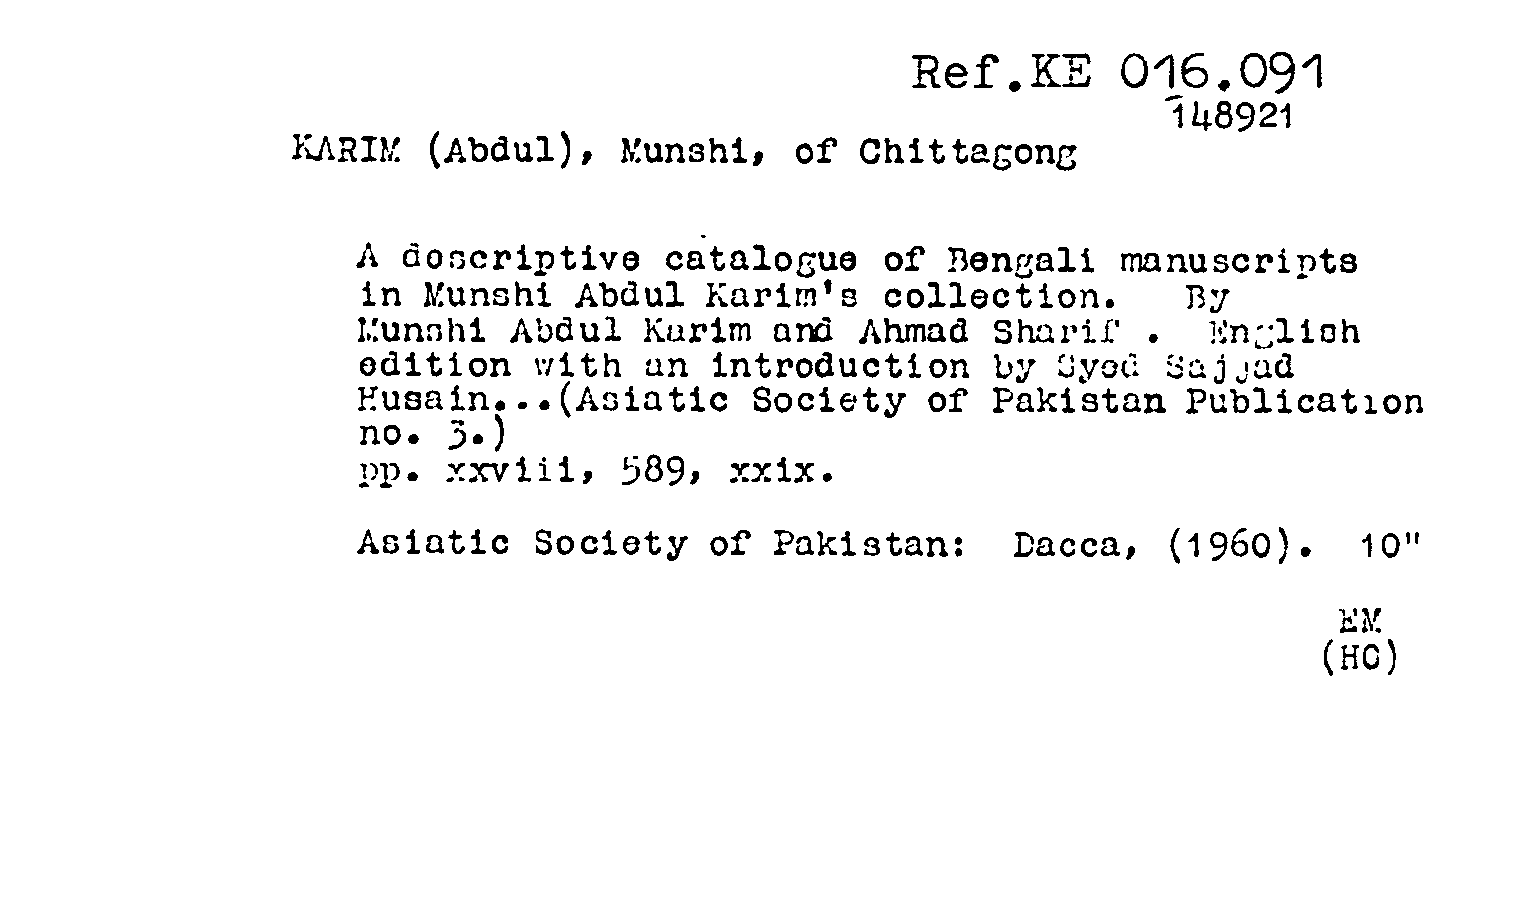 Ref.KE 016.091
148921
KARIM (Abdul), Munshi, of Chittagong
A descriptive catalogue of Bengali manuscripts
in Munshi Abdul Karim's collection. By
Munshi Abdul Karim and Ahmad Sharif . English
edition with an introduction by Syed Sajjad
Husain...(Asiatic Society of Pakistan Publication
no. 3.)
pp. xxviii, 589, xxix.
Asiatic Society of Pakistan: Dacca, (1960). 10"
EM
(HC)